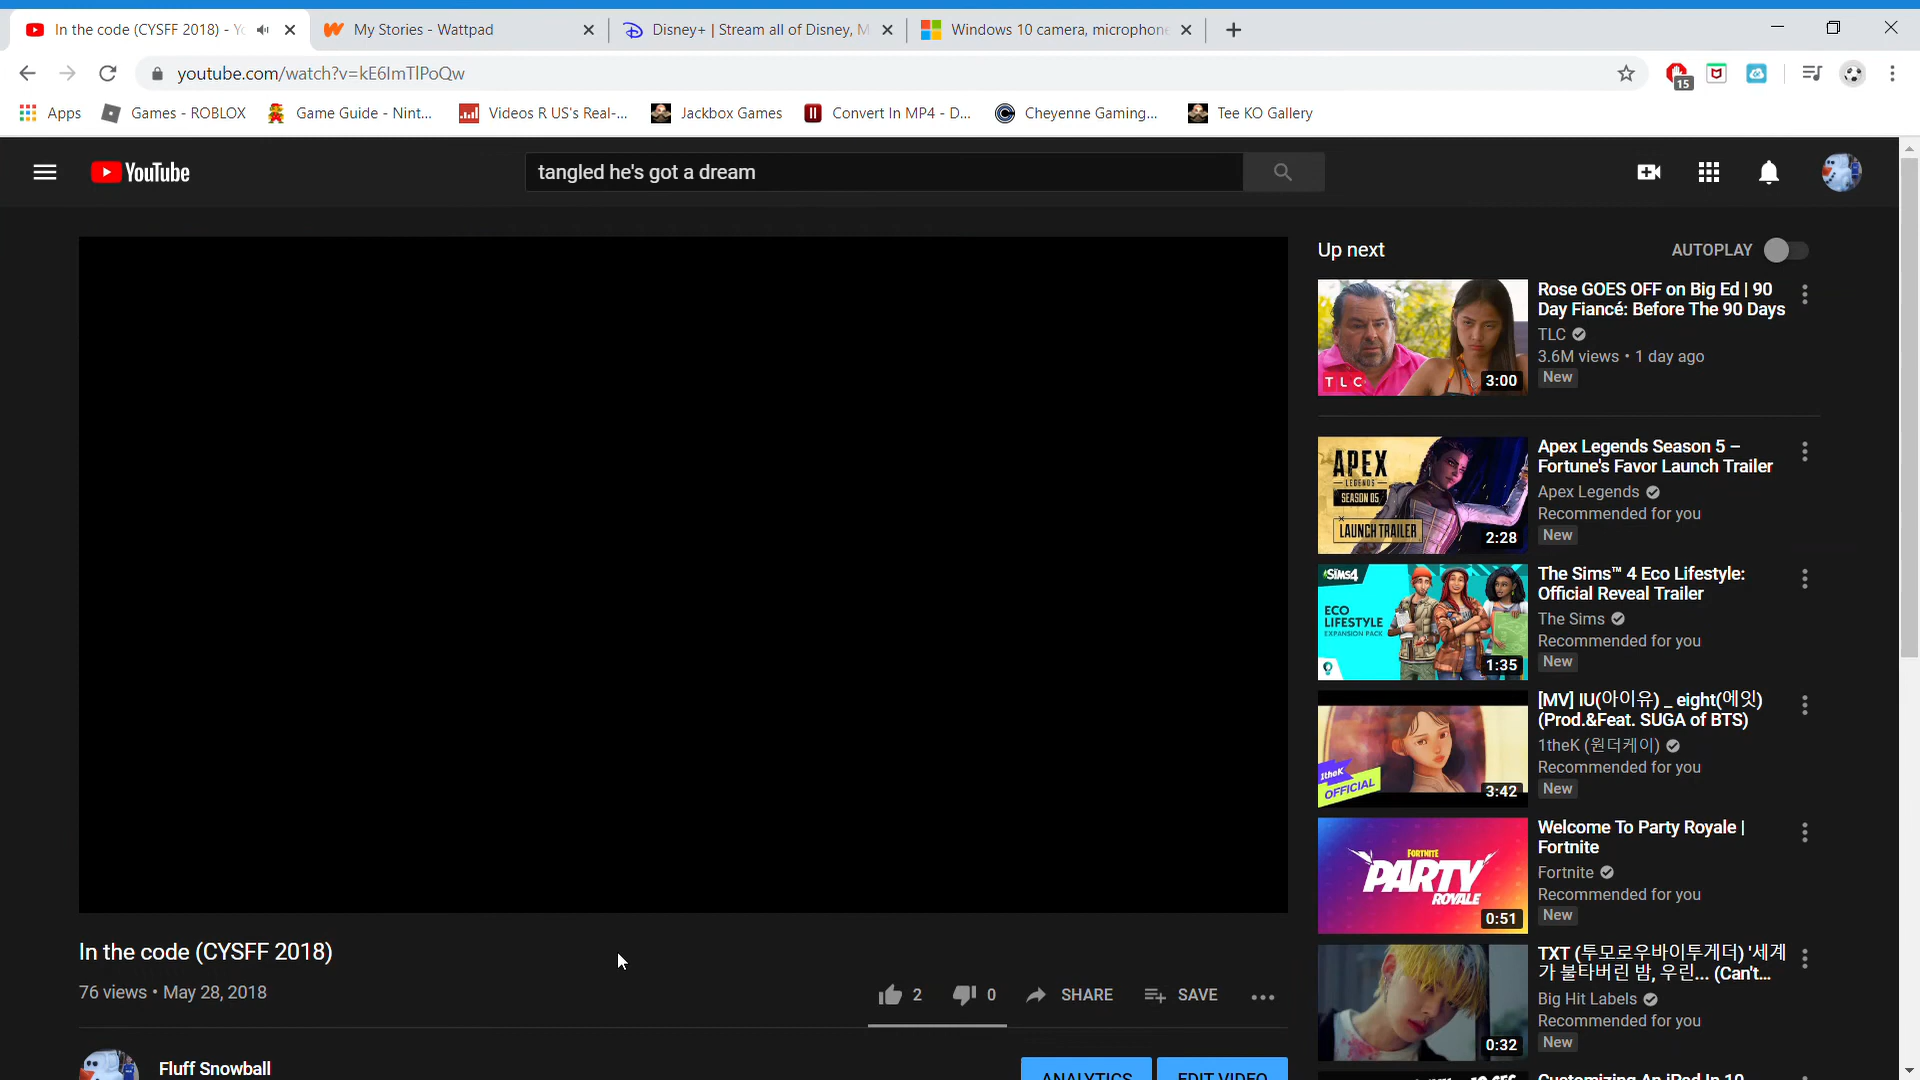 In the code (CYSFF 2018) - Yo
My Stories - Wattpad
Disney+ | Stream all of Disney, M
Windows 10 camera, microphone
youtube.com/watch?v=kE6ImTlPoQw
15
Apps
Games - ROBLOX
Game Guide - Nint...
Videos R US's Real-...
Jackbox Games
Convert In MP4 - D...
Cheyenne Gaming...
Tee KO Gallery
YouTube
tangled he's got a dream
Up next
AUTOPLAY
TLC
3:00
Rose GOES OFF on Big Ed | 90
Day Fiancé: Before The 90 Days
TLC
3.6M views • 1 day ago
New
APEX
LEGENDS
SEASON 05
LAUNCH TRAILER
2:28
Apex Legends Season 5 –
Fortune's Favor Launch Trailer
Apex Legends
Recommended for you
New
SIMS4
ECO
LIFESTYLE
EXPANSION PACK
1:35
The Sims™ 4 Eco Lifestyle:
Official Reveal Trailer
The Sims
Recommended for you
New
1theK
OFFICIAL
3:42
[MV] IU(아이유) _ eight(에잇)
(Prod.&Feat. SUGA of BTS)
1theK (원더케이)
Recommended for you
New
FORTNITE
PARTY
ROYALE
0:51
Welcome To Party Royale |
Fortnite
Fortnite
Recommended for you
New
0:32
TXT (투모로우바이투게더) '세계
가 불타버린 밤, 우린... (Can't...
Big Hit Labels
Recommended for you
New
Customizing An iPad In 10
In the code (CYSFF 2018)
76 views • May 28, 2018
2
0
SHARE
SAVE
Fluff Snowball
ANALYTICS
EDIT VIDEO